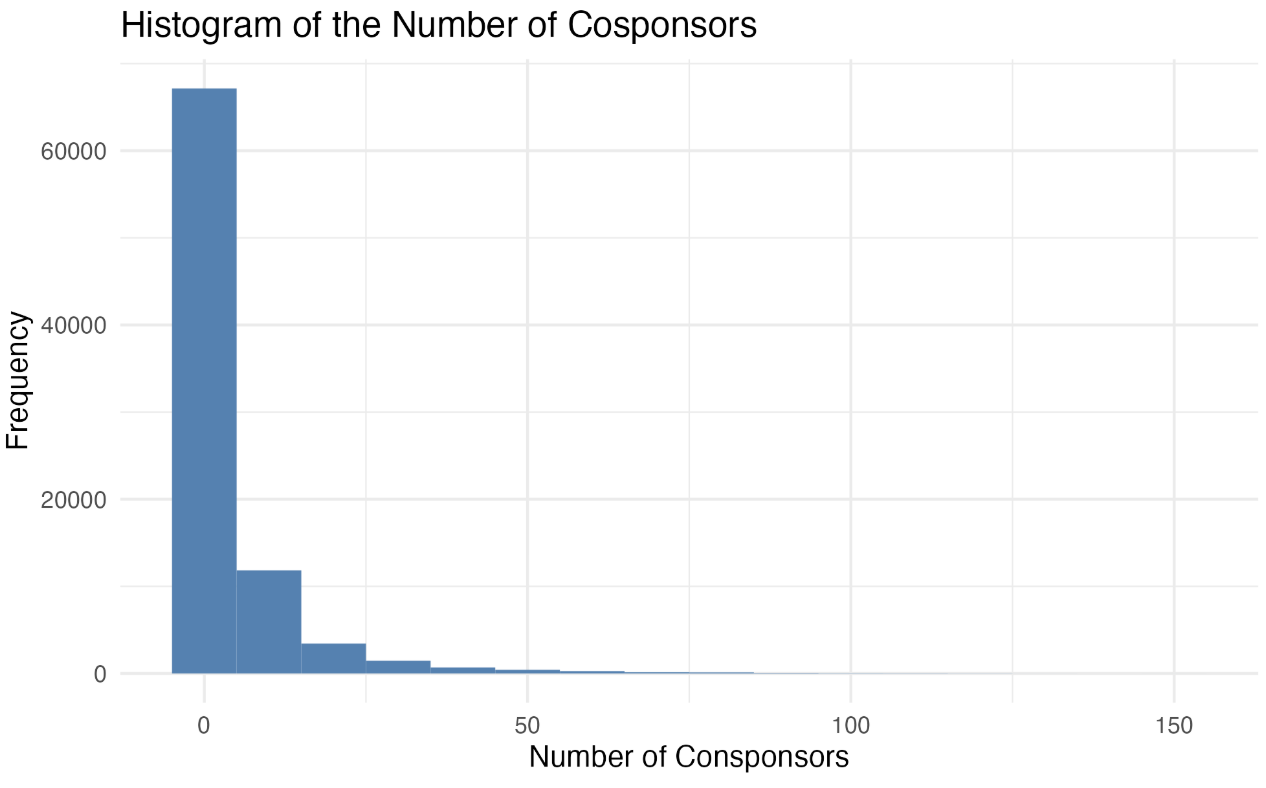 Histogram of the Number of Cosponsors
Frequency
60000
40000
20000
0
0 50 100 150
Number of Consponsors